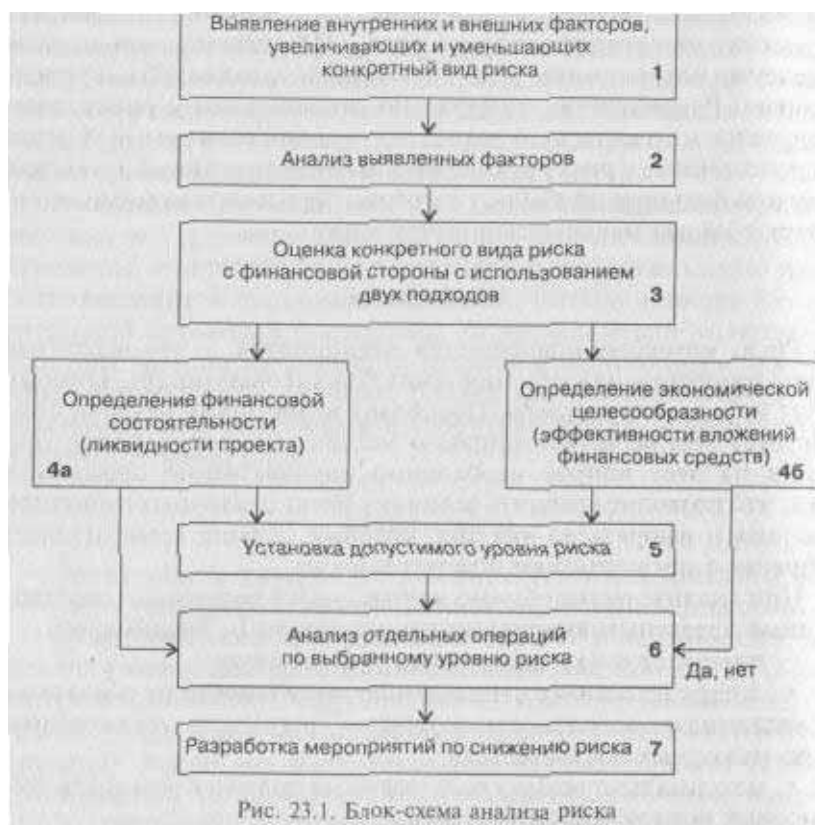 Выявление внутренних и внешних факторов,
увеличивающих и уменьшающих
конкретный вид риска
1
Анализ выявленных факторов
2
Оценка конкретного вида риска
с финансовой стороны с использованием
двух подходов
3
Определение финансовой
состоятельности
(ликвидности проекта)
4а
Определение экономической
целесообразности
(эффективности вложений
финансовых средств)
4б
Установка допустимого уровня риска
5
Анализ отдельных операций
по выбранному уровню риска
6
Да, нет
Разработка мероприятий по снижению риска
7
Рис. 23.1. Блок-схема анализа риска